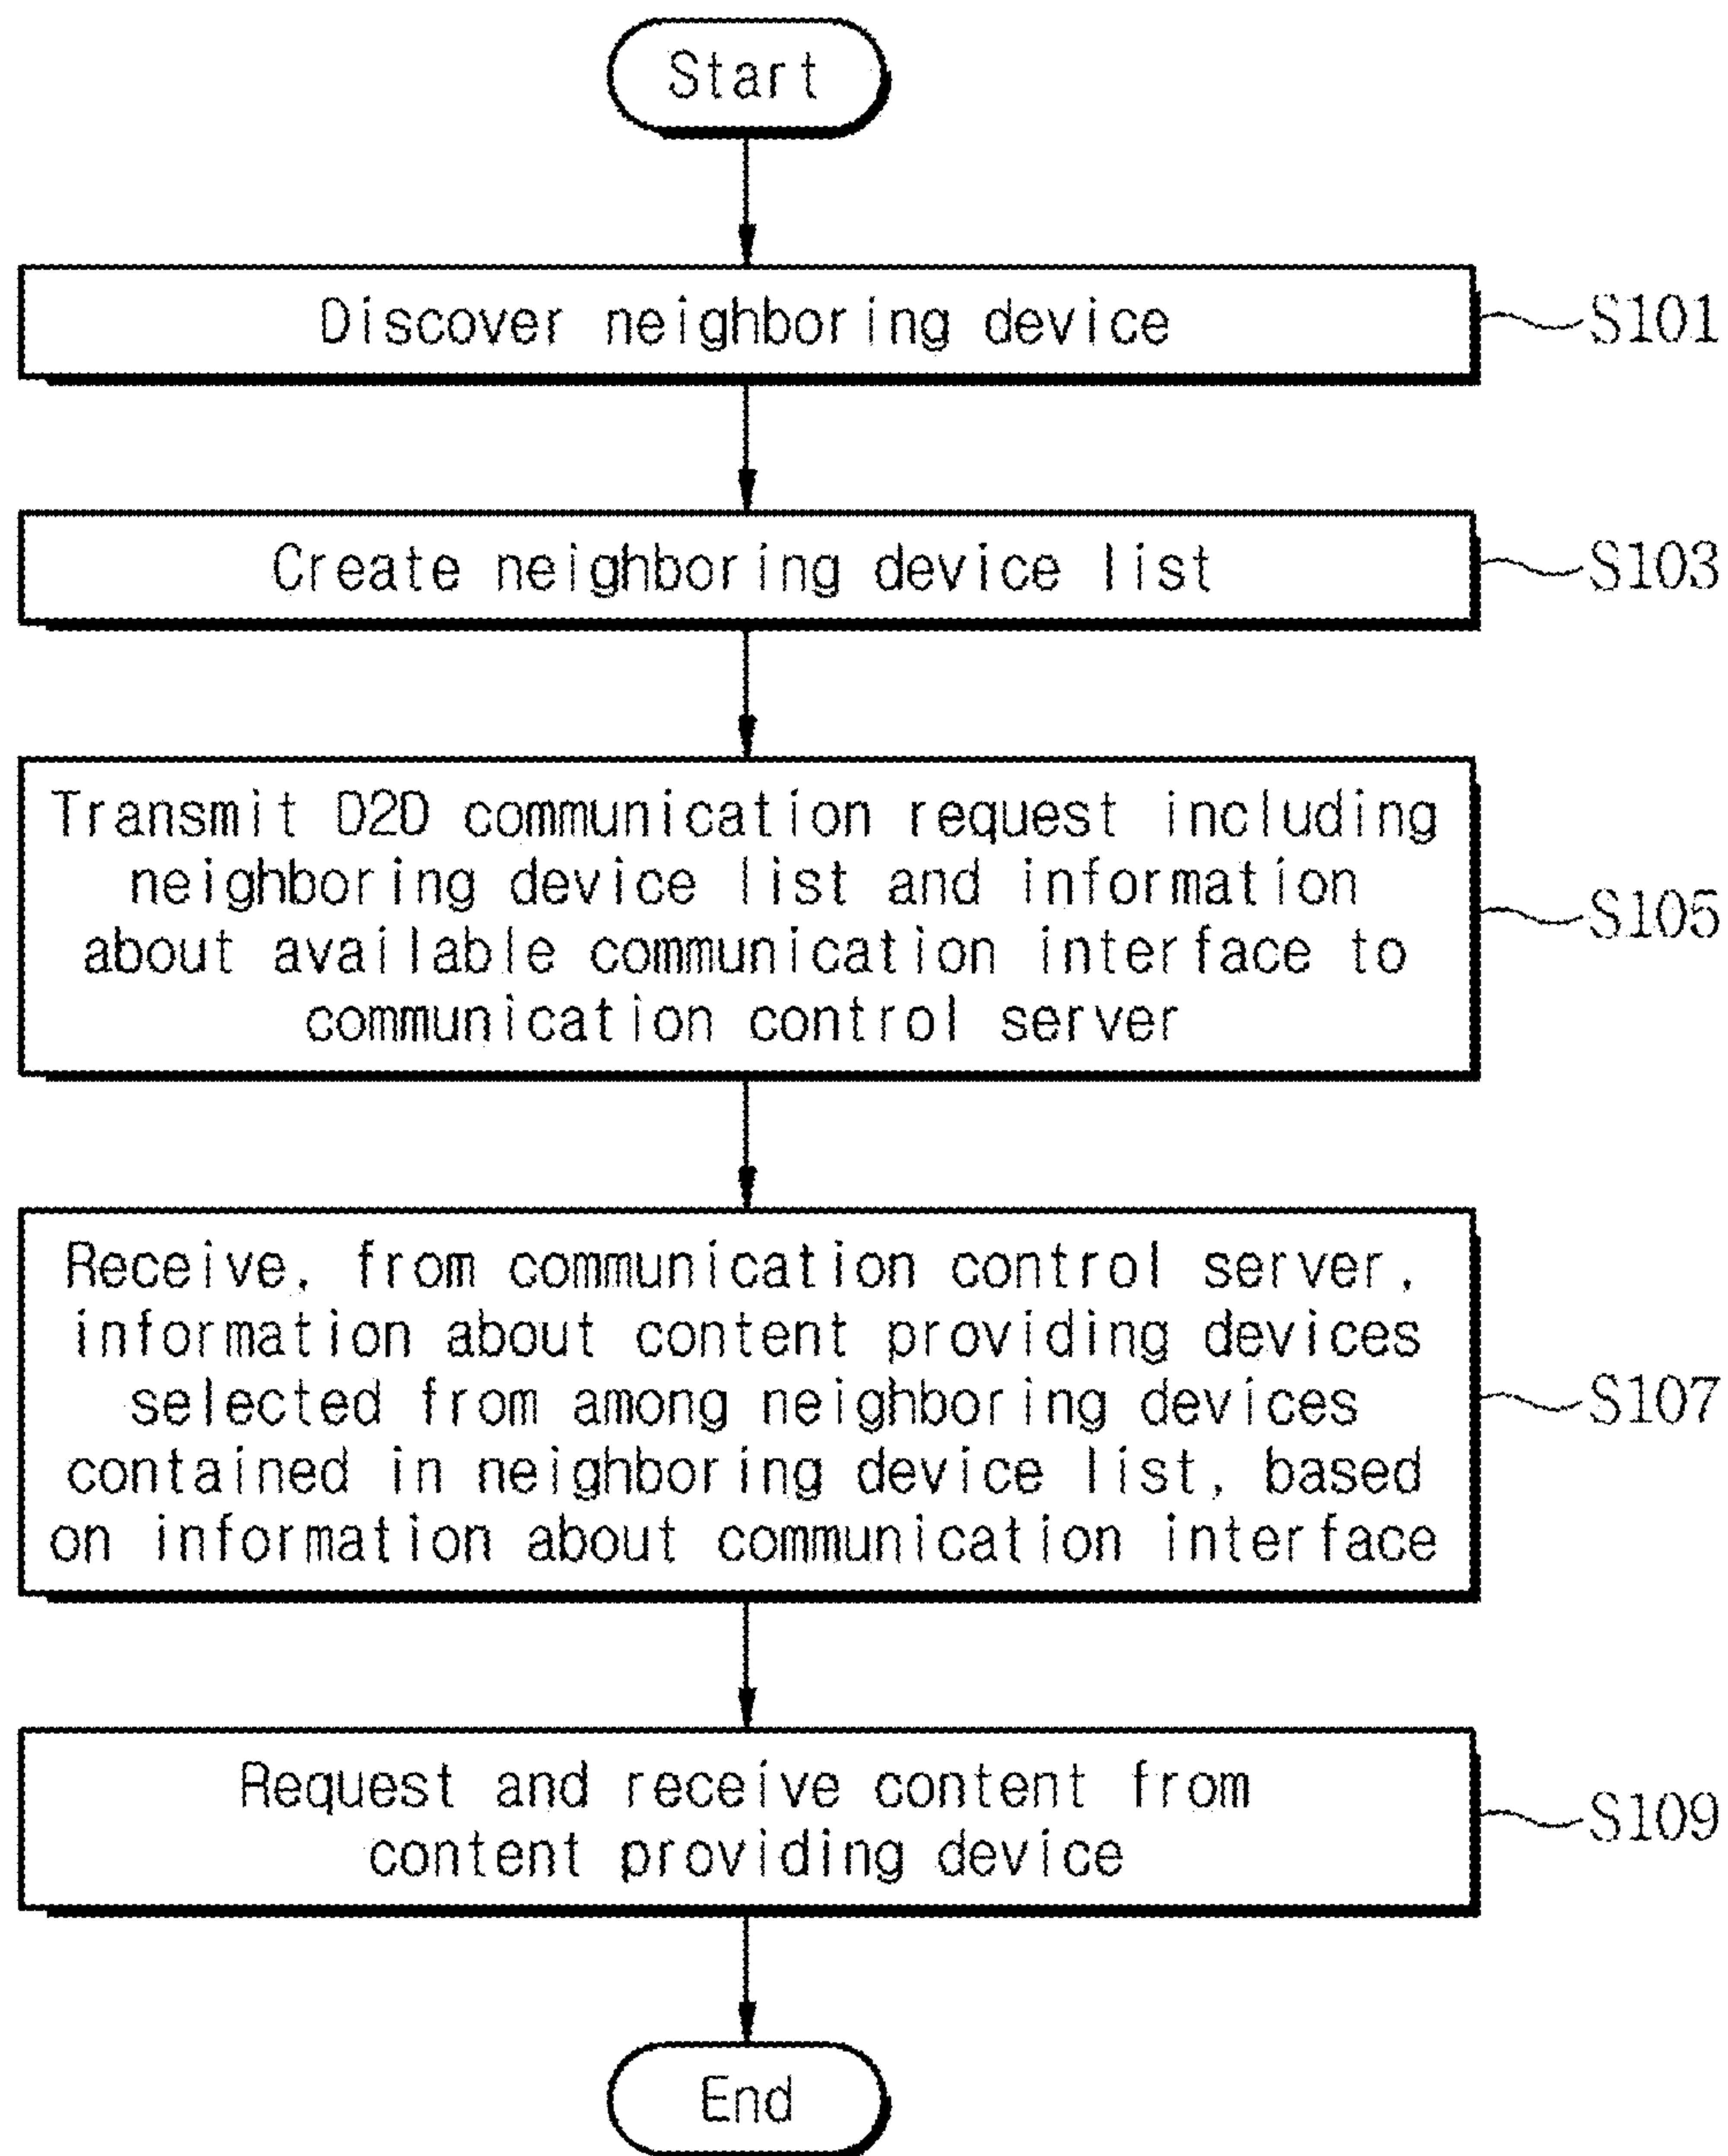 Start
Discover neighboring device
S101
Create neighboring device list
S103
Transmit D2D communication request including
neighboring device list and information
about available communication interface to
communication control server
S105
Receive, from communication control server,
information about content providing devices
selected from among neighboring devices
contained in neighboring device list, based
on information about communication interface
S107
Request and receive content from
content providing device
S109
End